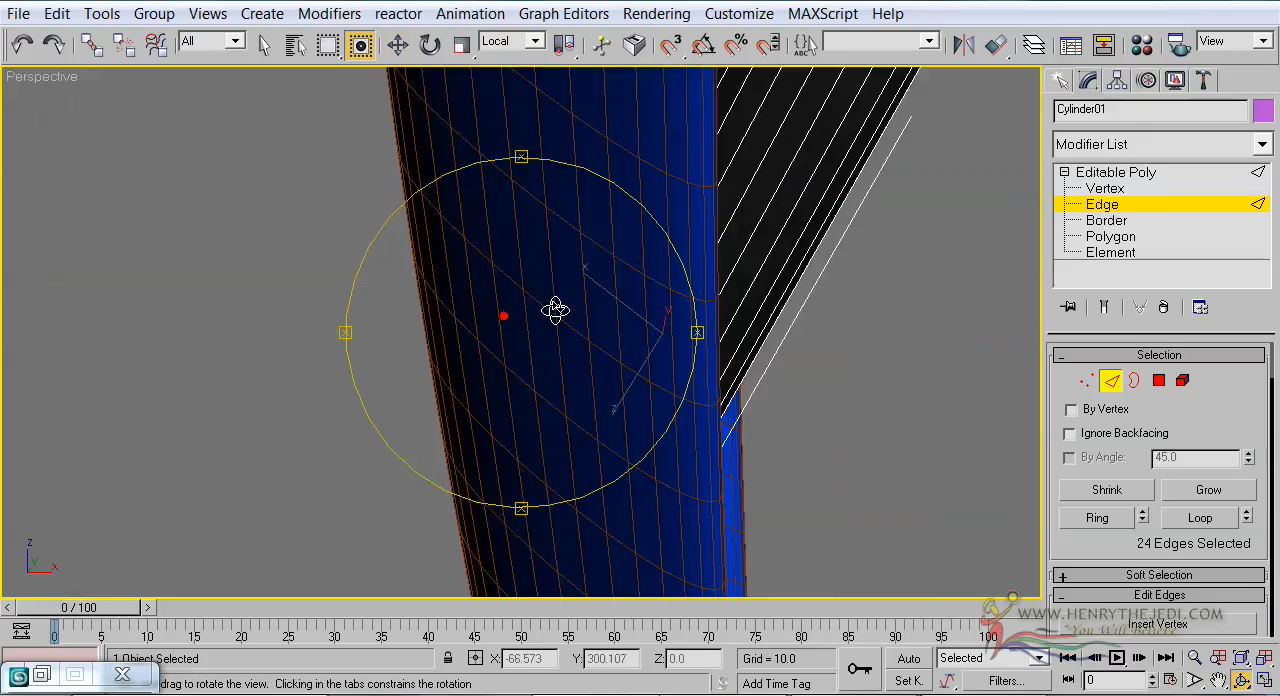 File Edit Tools Group Views Create Modifiers reactor Animation Graph Editors Rendering Customize MAXScript Help
All
Local
3
ABC
View
Perspective
Cylinder01
Modifier List
Editable Poly
Vertex
Edge
Border
Polygon
Element
Selection
By Vertex
Ignore Backfacing
By Angle: 45.0
Shrink Grow
Ring Loop
24 Edges Selected
Soft Selection
Edit Edges
Insert Vertex
WWW.HENRYTHEJEDI.COM
"You Will Believe"
x
y
z
z
y
x
0 / 100
0 5 10 15 20 25 30 35 40 45 50 55 60 65 70 75 80 85 90 95 100
1 Object Selected X: -66.573 Y: 300.107 Z: 0.0 Grid = 10.0 Auto Selected
drag to rotate the view. Clicking in the tabs constrains the rotation Add Time Tag Set K. Filters... 0